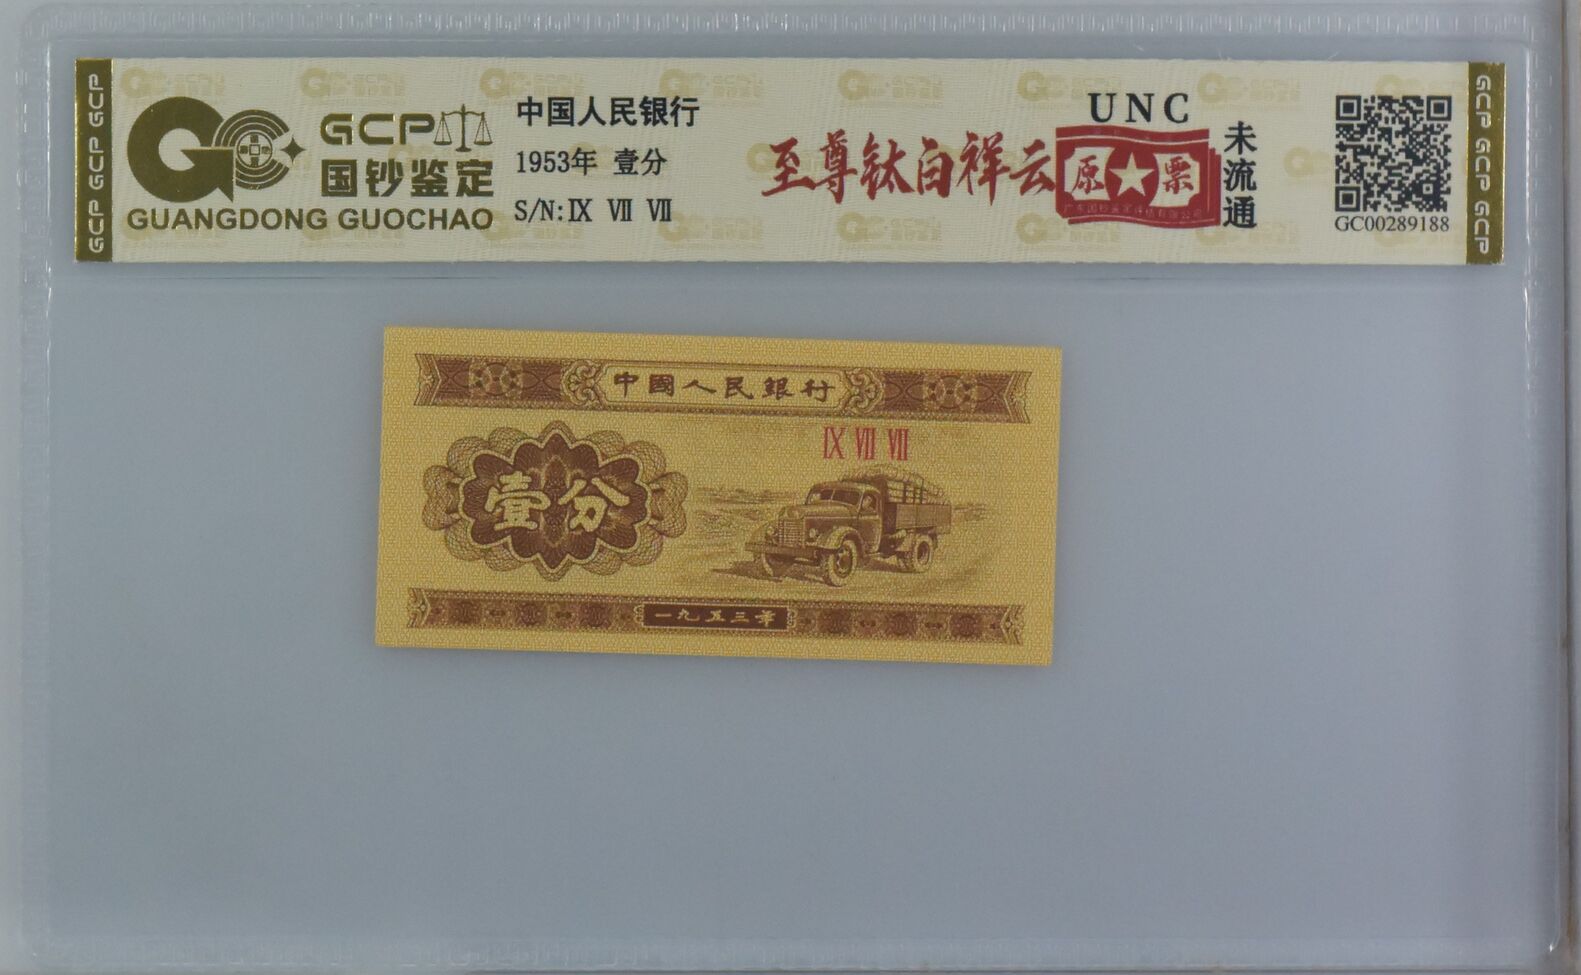 GCP GCP GCP
GCP
国钞鉴定
GUANGDONG GUOCHAO
中国人民银行
1953年 壹分
S/N:Ⅸ Ⅶ Ⅶ
至尊钛白祥云
原★票
UNC
未流通
GC00289188
GCP GCP GCP
中國人民銀行
Ⅸ Ⅶ Ⅶ
壹分
一九五三年